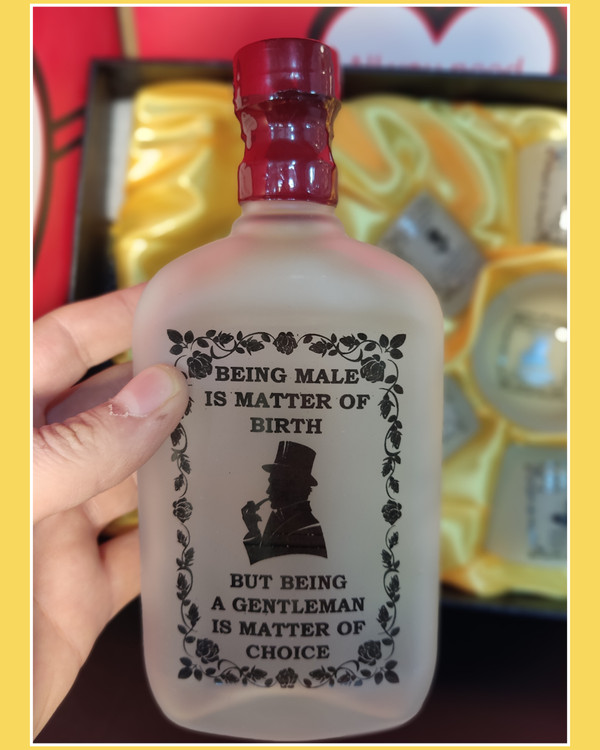 BEING MALE
IS MATTER OF
BIRTH
BUT BEING
A GENTLEMAN
IS MATTER OF
CHOICE